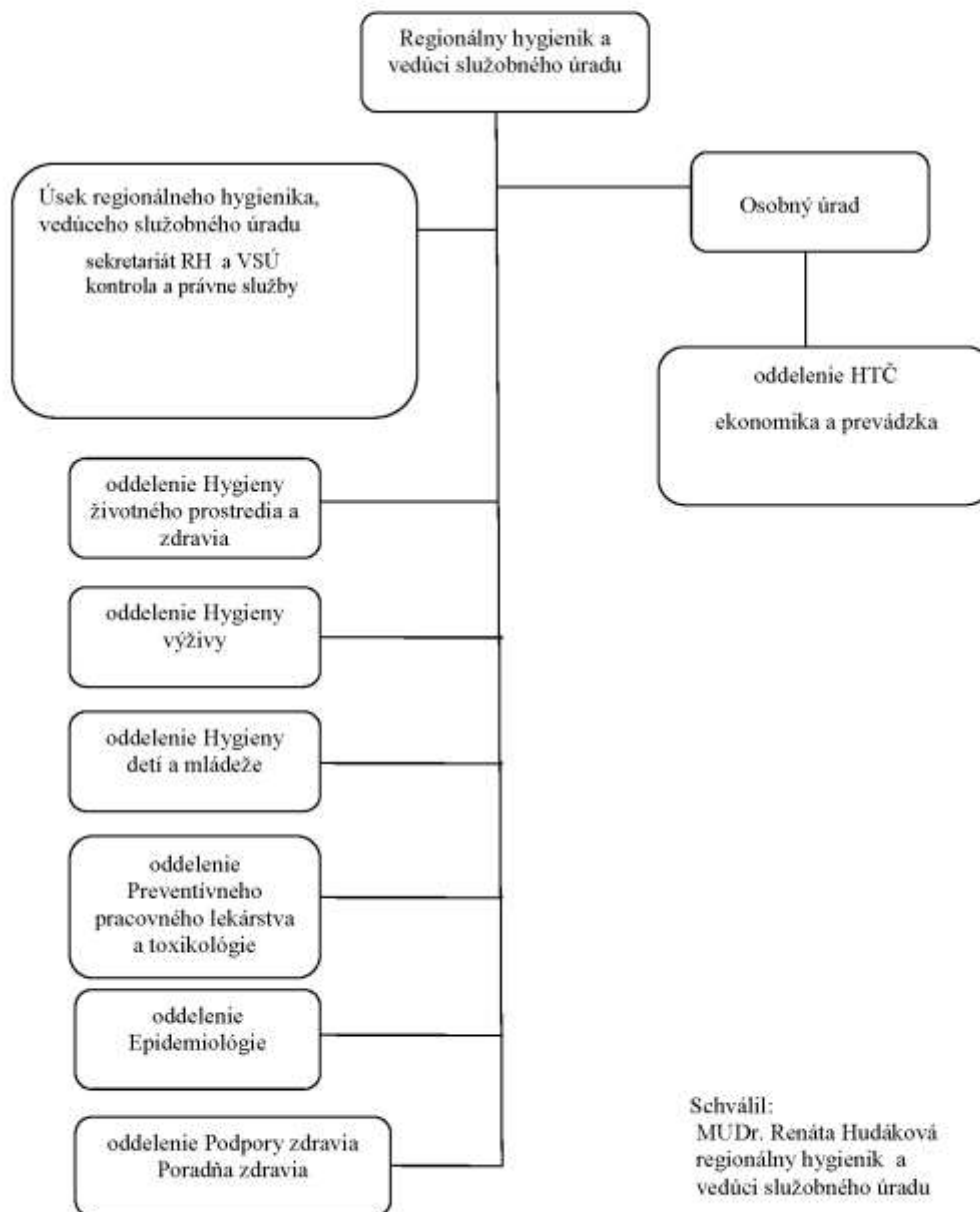 Regionálny hygienik a
vedúci služobného úradu
Úsek regionálneho hygienika,
vedúceho služobného úradu
sekretariát RH a VSÚ
kontrola a právne služby
Osobný úrad
oddelenie HTČ
ekonomika a prevádzka
oddelenie Hygieny
životného prostredia a
zdravia
oddelenie Hygieny
výživy
oddelenie Hygieny
detí a mládeže
oddelenie
Preventívneho
pracovného lekárstva
a toxikológie
oddelenie
Epidemiológie
oddelenie Podpory zdravia
Poradňa zdravia
Schválil:
MUDr. Renáta Hudáková
regionálny hygienik a
vedúci služobného úradu